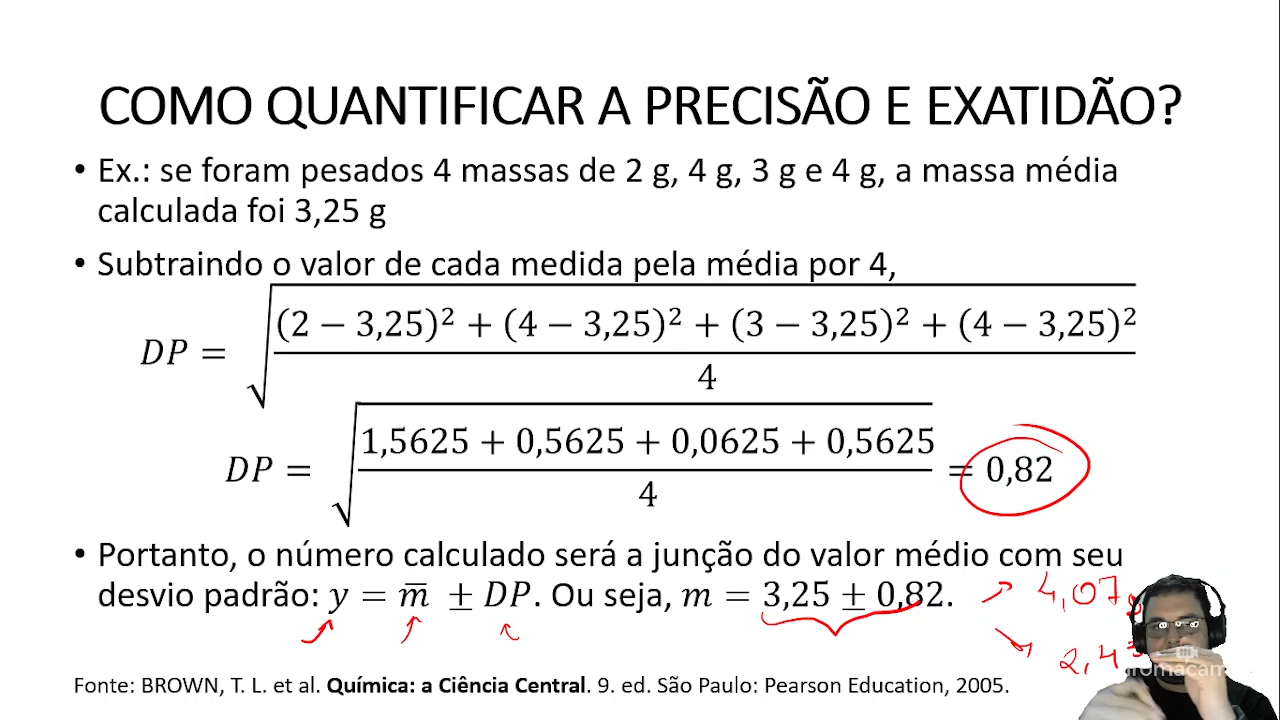 COMO QUANTIFICAR A PRECISÃO E EXATIDÃO?
• Ex.: se foram pesados 4 massas de 2 g, 4 g, 3 g e 4 g, a massa média
calculada foi 3,25 g
• Subtraindo o valor de cada medida pela média por 4,
DP = √((2 − 3,25)² + (4 − 3,25)² + (3 − 3,25)² + (4 − 3,25)²
4
DP = √(1,5625 + 0,5625 + 0,0625 + 0,5625
4
= 0,82
• Portanto, o número calculado será a junção do valor médio com seu
desvio padrão: y = m̅ ± DP. Ou seja, m = 3,25 ± 0,82.
4,07
2,4
Fonte: BROWN, T. L. et al. Química: a Ciência Central. 9. ed. São Paulo: Pearson Education, 2005.